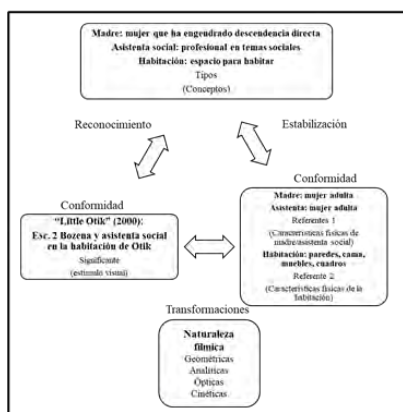 Madre: mujer que ha engendrado descendencia directa
Asistenta social: profesional en temas sociales
Habitación: espacio para habitar
Tipos
(Conceptos)
Reconocimiento
Estabilización
Conformidad
"Little Otik" (2000):
Esc. 2 Bozena y asistenta social
en la habitación de Otik
Significante
(estímulo visual)
Conformidad
Madre: mujer adulta
Asistenta: mujer adulta
Referentes 1
(Características físicas de
madre/asistenta social)
Habitación: paredes, cama,
muebles, cuadros
Referente 2
(Características físicas de la
habitación)
Transformaciones
Naturaleza
fílmica
Geométricas
Analíticas
Ópticas
Cinéticas